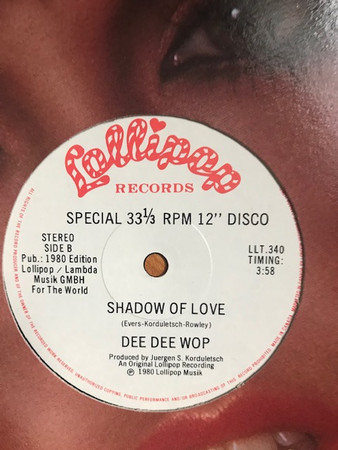 Lollipop
RECORDS
SPECIAL 33⅓ RPM 12'' DISCO
STEREO
SIDE B
Pub.: 1980 Edition
Lollipop / Lambda
Musik GMBH
For The World
LLT.340
TIMING:
3:58
SHADOW OF LOVE
(Evers-Korduletsch-Rowley)
DEE DEE WOP
Produced by Juergen S. Korduletsch
An Original Lollipop Recording
℗ 1980 Lollipop Musik